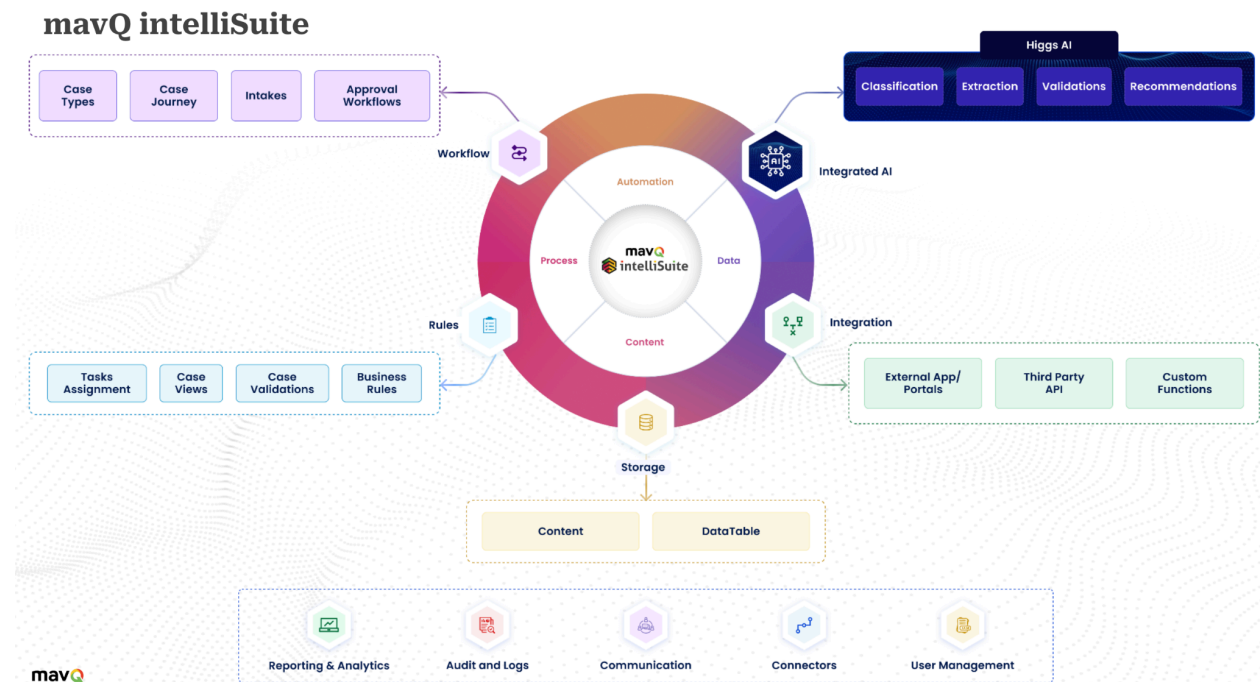 mavQ intelliSuite
Case
Types
Case
Journey
Intakes
Approval
Workflows
Higgs AI
Classification
Extraction
Validations
Recommendations
Workflow
AI
Integrated AI
Automation
Process
mavQ
intelliSuite
Data
Content
Rules
Integration
Tasks
Assignment
Case
Views
Case
Validations
Business
Rules
External App/
Portals
Third Party
API
Custom
Functions
Storage
Content
DataTable
Reporting & Analytics
Audit and Logs
Communication
Connectors
User Management
mavQ